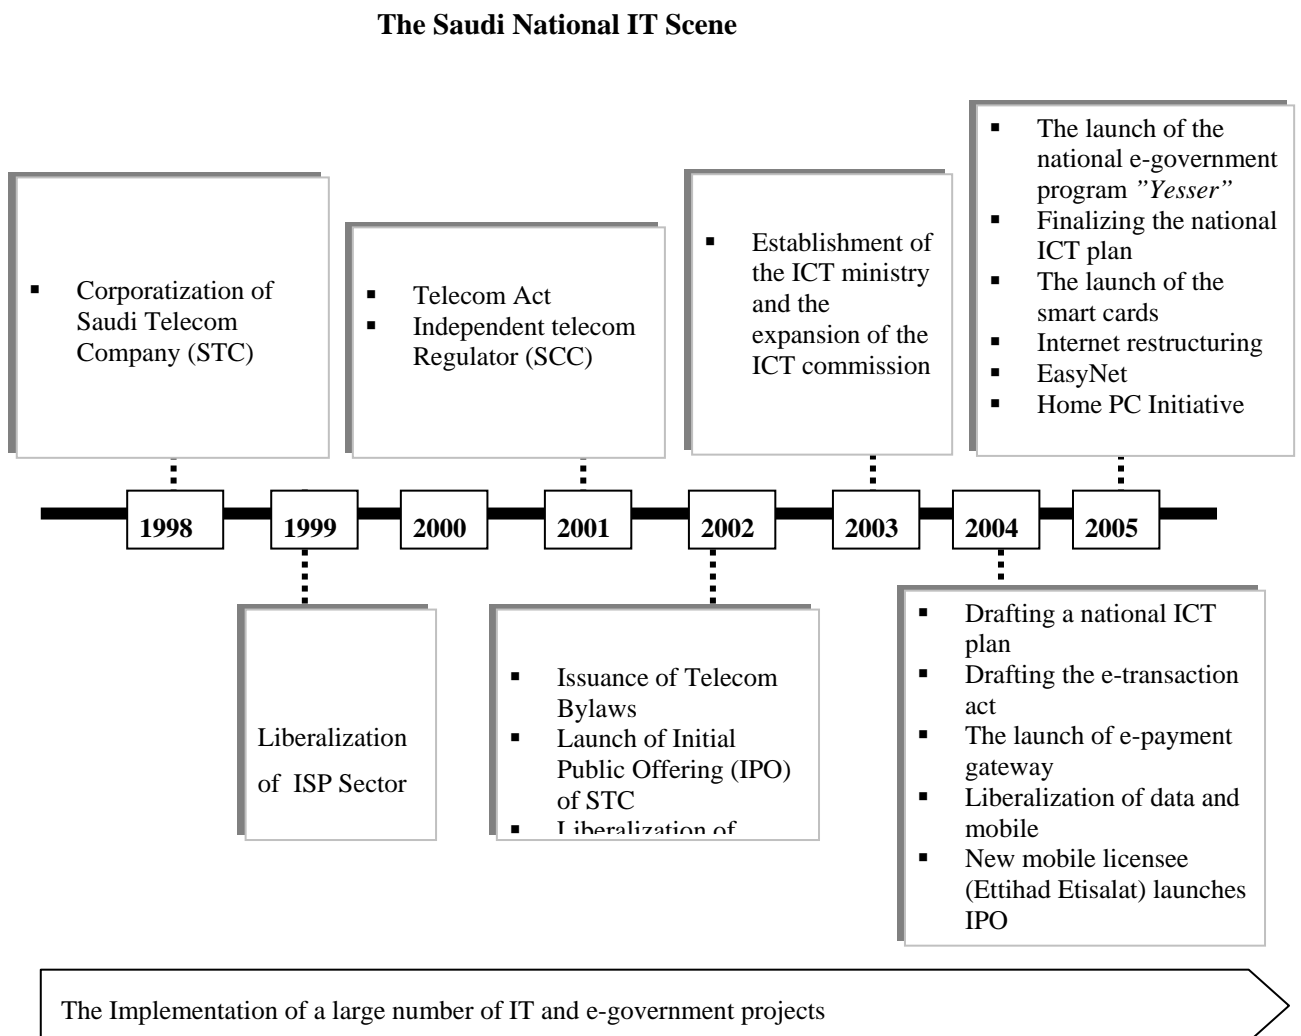 The Saudi National IT Scene
▪ Corporatization of
Saudi Telecom
Company (STC)
▪ Telecom Act
▪ Independent telecom
Regulator (SCC)
▪ Establishment of
the ICT ministry
and the
expansion of the
ICT commission
▪ The launch of the
national e-government
program ”Yesser”
▪ Finalizing the national
ICT plan
▪ The launch of the
smart cards
▪ Internet restructuring
▪ EasyNet
▪ Home PC Initiative
1998
1999
2000
2001
2002
2003
2004
2005
Liberalization
of ISP Sector
▪ Issuance of Telecom
Bylaws
▪ Launch of Initial
Public Offering (IPO)
of STC
▪ Liberalization of
▪ Drafting a national ICT
plan
▪ Drafting the e-transaction
act
▪ The launch of e-payment
gateway
▪ Liberalization of data and
mobile
▪ New mobile licensee
(Ettihad Etisalat) launches
IPO
The Implementation of a large number of IT and e-government projects